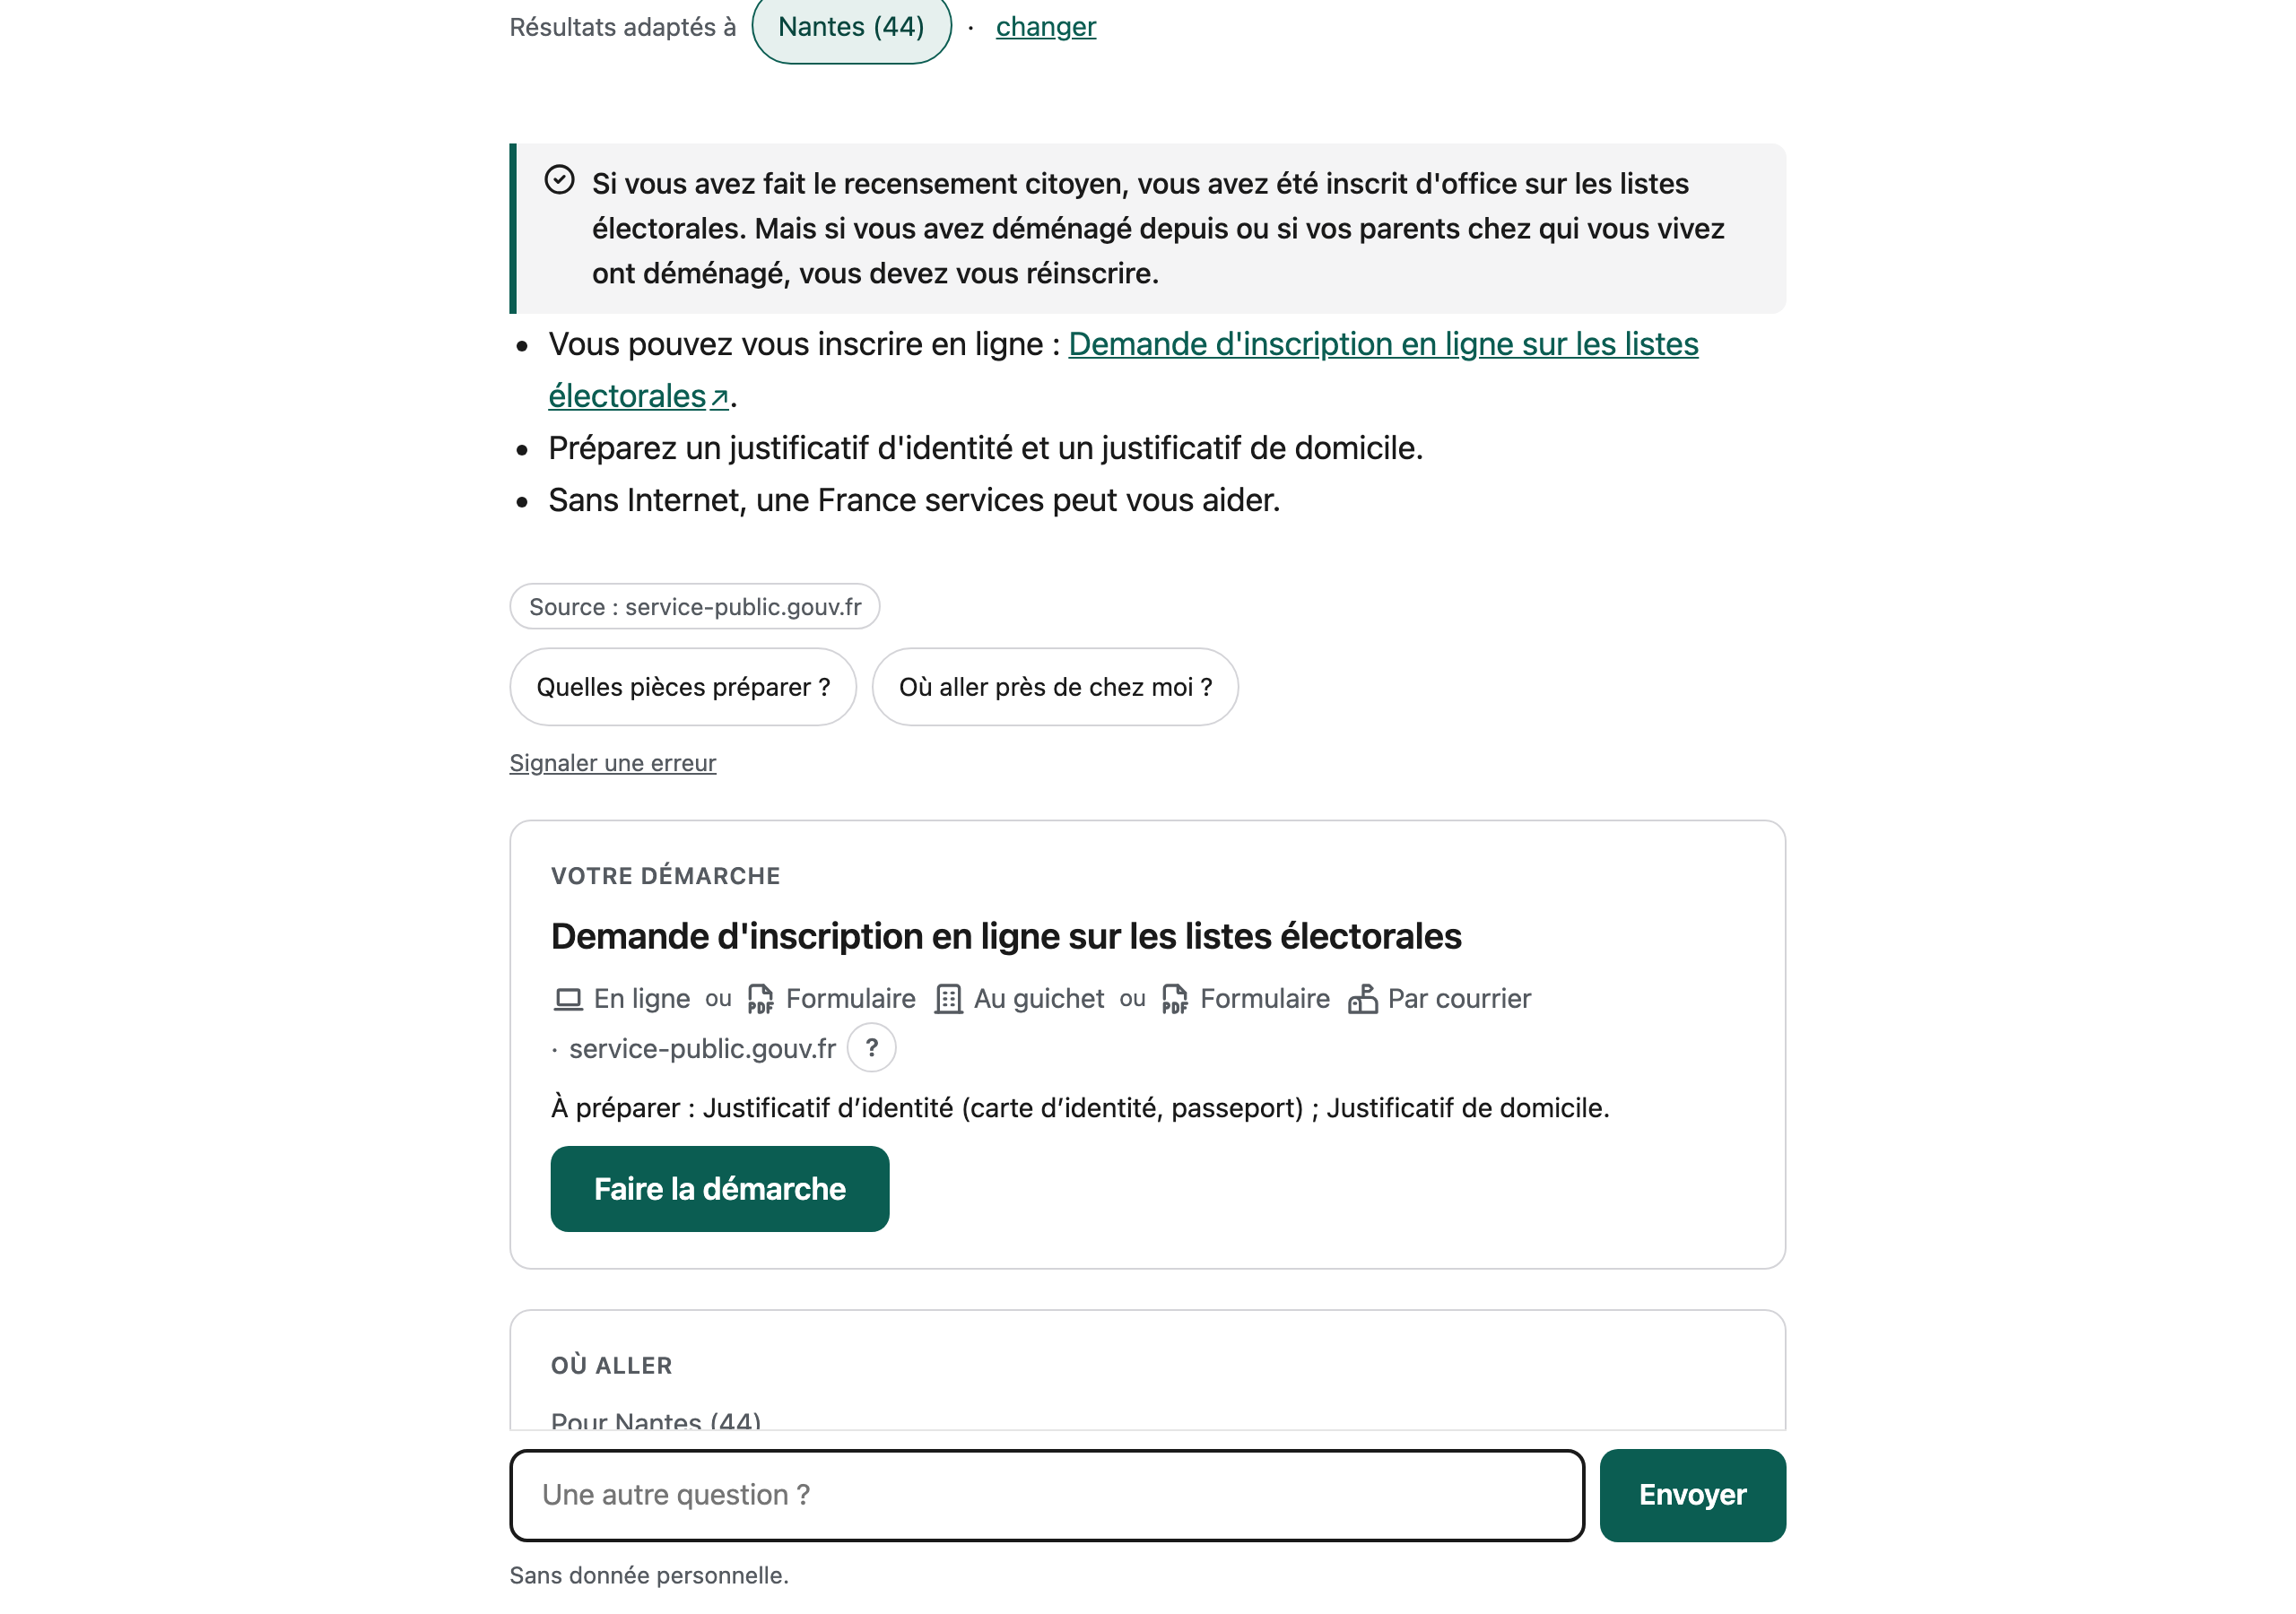 Résultats adaptés à Nantes (44) · changer
Si vous avez fait le recensement citoyen, vous avez été inscrit d'office sur les listes
électorales. Mais si vous avez déménagé depuis ou si vos parents chez qui vous vivez
ont déménagé, vous devez vous réinscrire.
• Vous pouvez vous inscrire en ligne : Demande d'inscription en ligne sur les listes
électorales↗.
• Préparez un justificatif d'identité et un justificatif de domicile.
• Sans Internet, une France services peut vous aider.
Source : service-public.gouv.fr
Quelles pièces préparer ? Où aller près de chez moi ?
Signaler une erreur
VOTRE DÉMARCHE
Demande d'inscription en ligne sur les listes électorales
En ligne ou PDF Formulaire Au guichet ou PDF Formulaire Par courrier
· service-public.gouv.fr ?
À préparer : Justificatif d’identité (carte d’identité, passeport) ; Justificatif de domicile.
Faire la démarche
OÙ ALLER
Pour Nantes (44)
Une autre question ? Envoyer
Sans donnée personnelle.